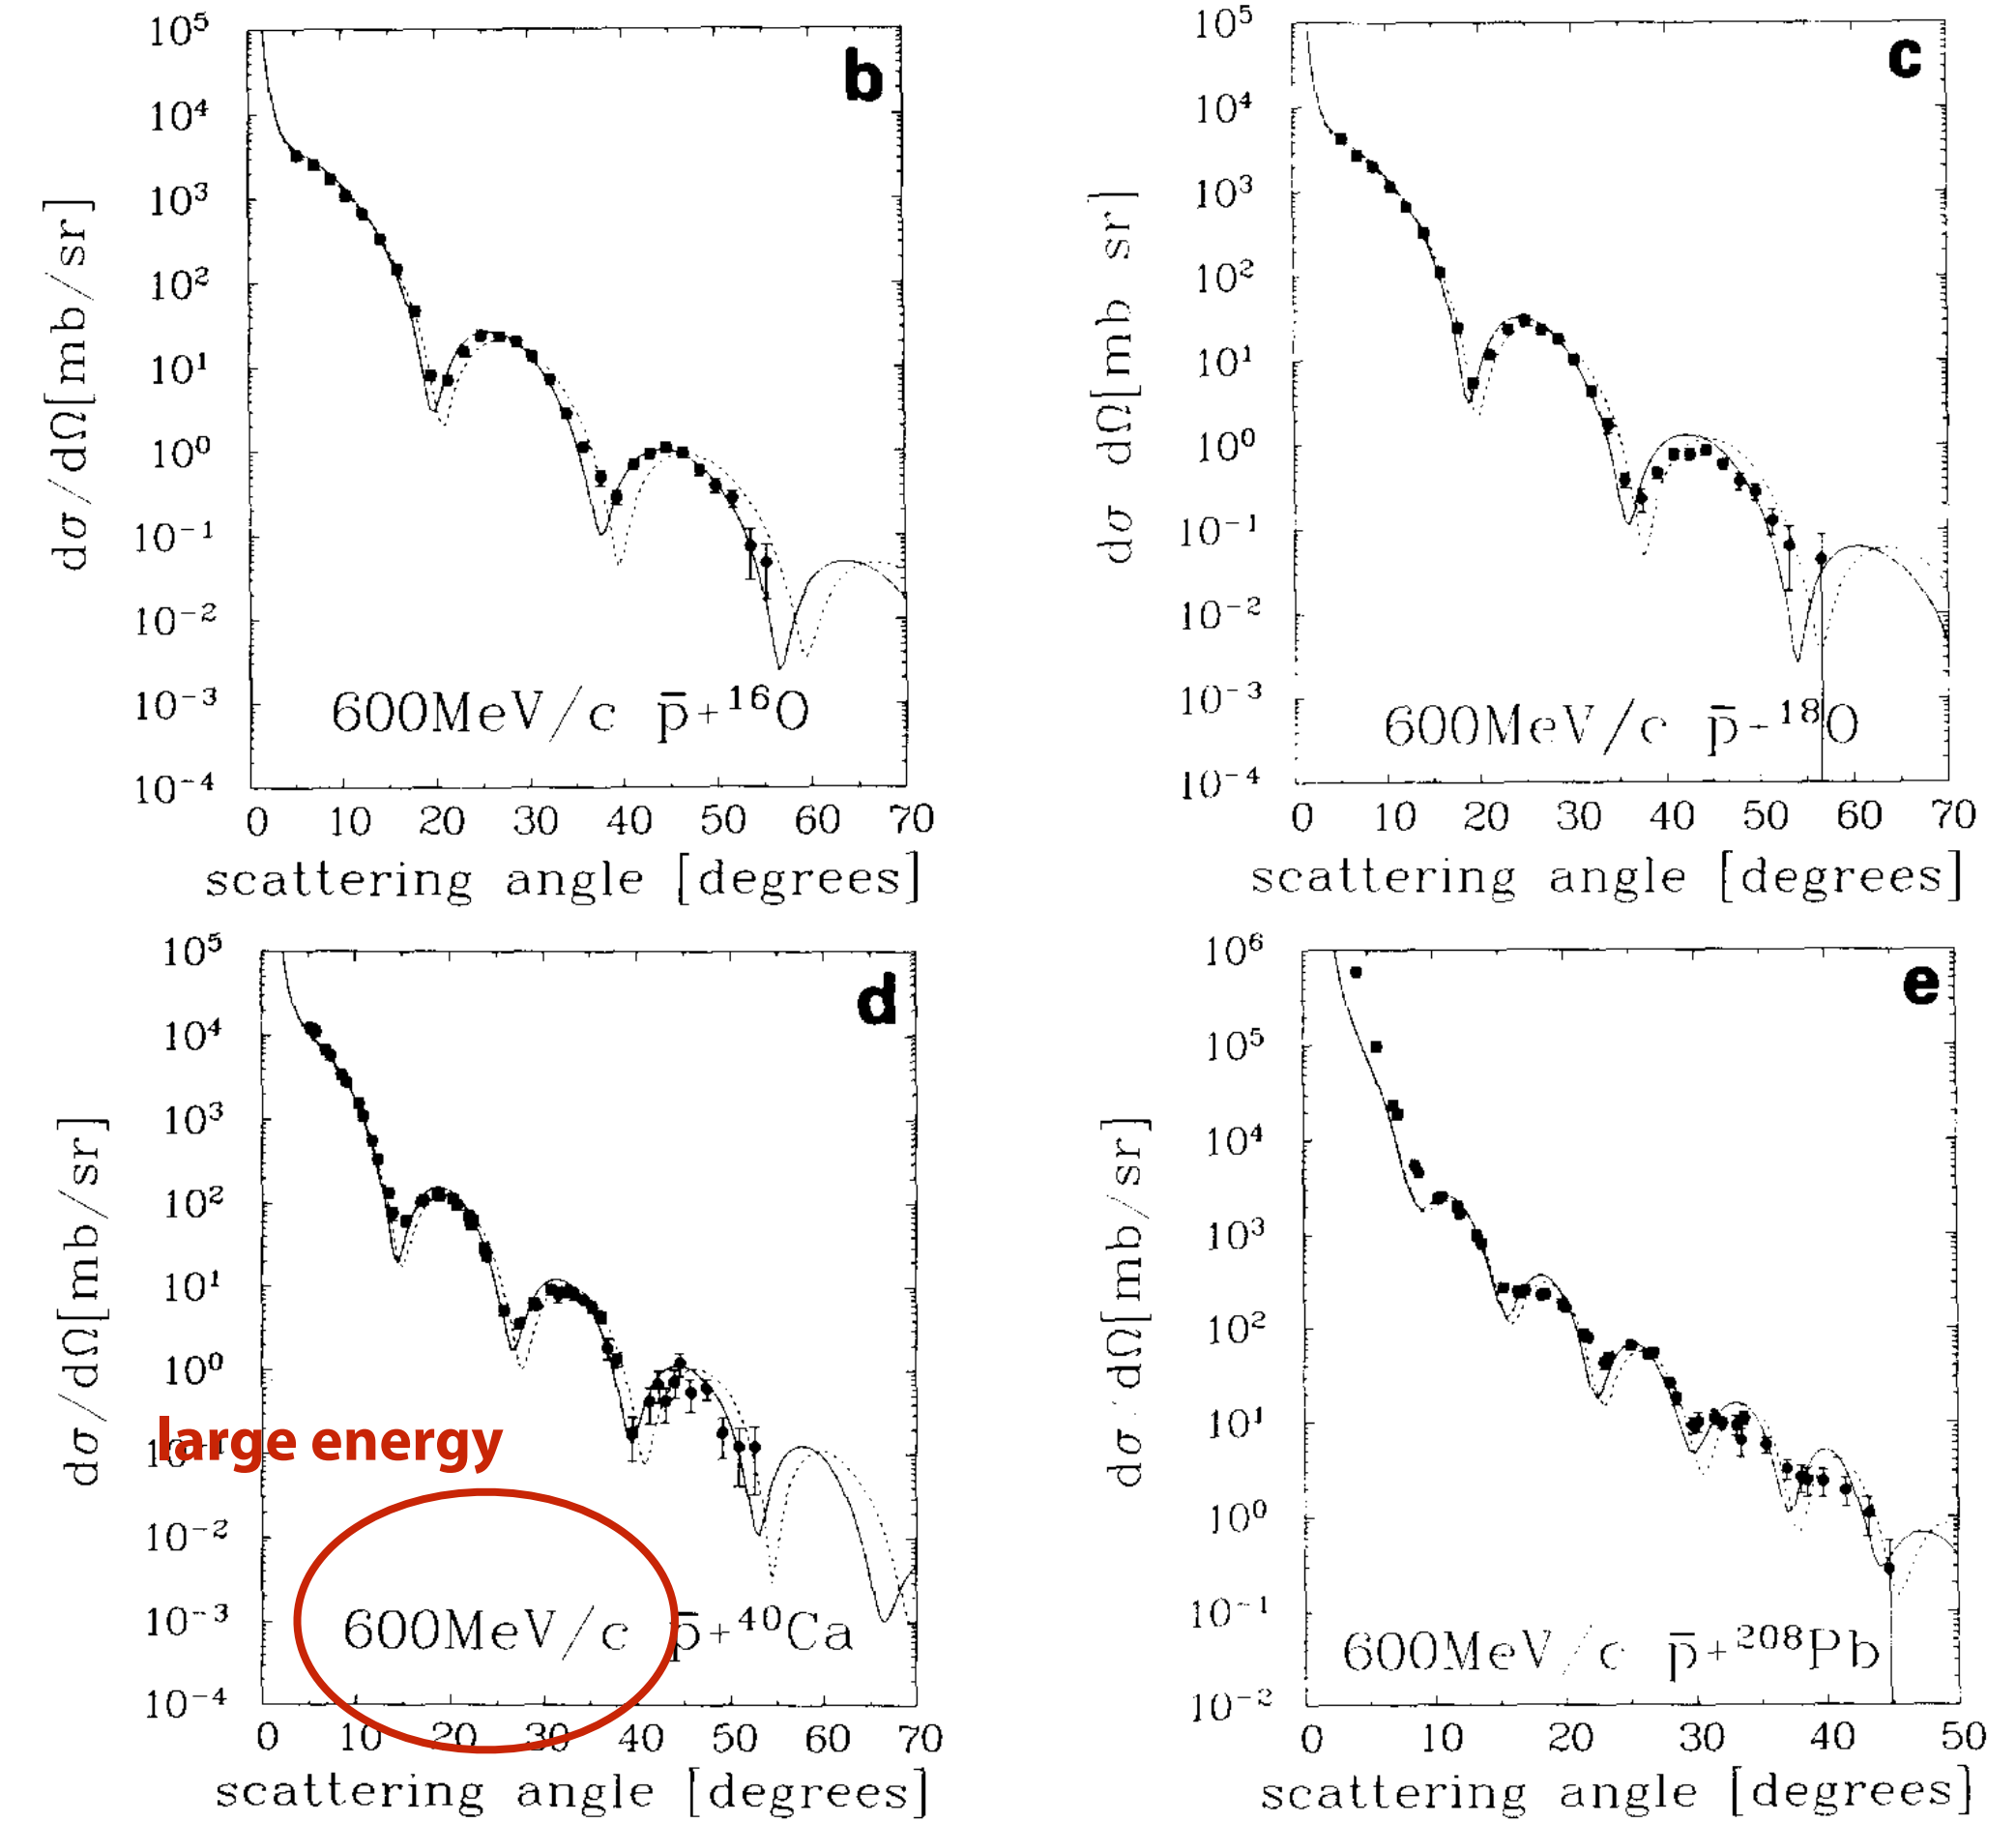 b
10⁵
10⁴
10³
10²
10¹
10⁰
10⁻¹
10⁻²
10⁻³
10⁻⁴
dσ/dΩ[mb/sr]
600MeV/c p̄+¹⁶O
0 10 20 30 40 50 60 70
scattering angle [degrees]
c
10⁵
10⁴
10³
10²
10¹
10⁰
10⁻¹
10⁻²
10⁻³
10⁻⁴
dσ dΩ[mb sr]
600MeV/c p̄-¹⁸O
0 10 20 30 40 50 60 70
scattering angle [degrees]
d
10⁵
10⁴
10³
10²
10¹
10⁰
10⁻²
10⁻³
10⁻⁴
dσ/dΩ[mb/sr]
large energy
600MeV/c p̄+⁴⁰Ca
0 10 20 30 40 50 60 70
scattering angle [degrees]
e
10⁶
10⁵
10⁴
10³
10²
10¹
10⁰
10⁻¹
10⁻²
dσ/dΩ[mb/sr]
600MeV/c p̄+²⁰⁸Pb
0 10 20 30 40 50
scattering angle [degrees]